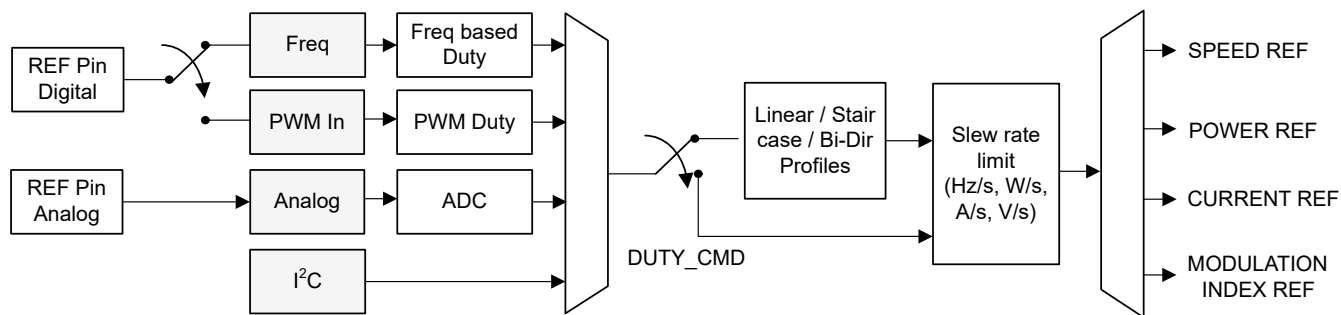 REF Pin
Digital
Freq
Freq based
Duty
PWM In
PWM Duty
REF Pin
Analog
Analog
ADC
I²C
DUTY_CMD
Linear / Stair
case / Bi-Dir
Profiles
Slew rate
limit
(Hz/s, W/s,
A/s, V/s)
SPEED REF
POWER REF
CURRENT REF
MODULATION
INDEX REF